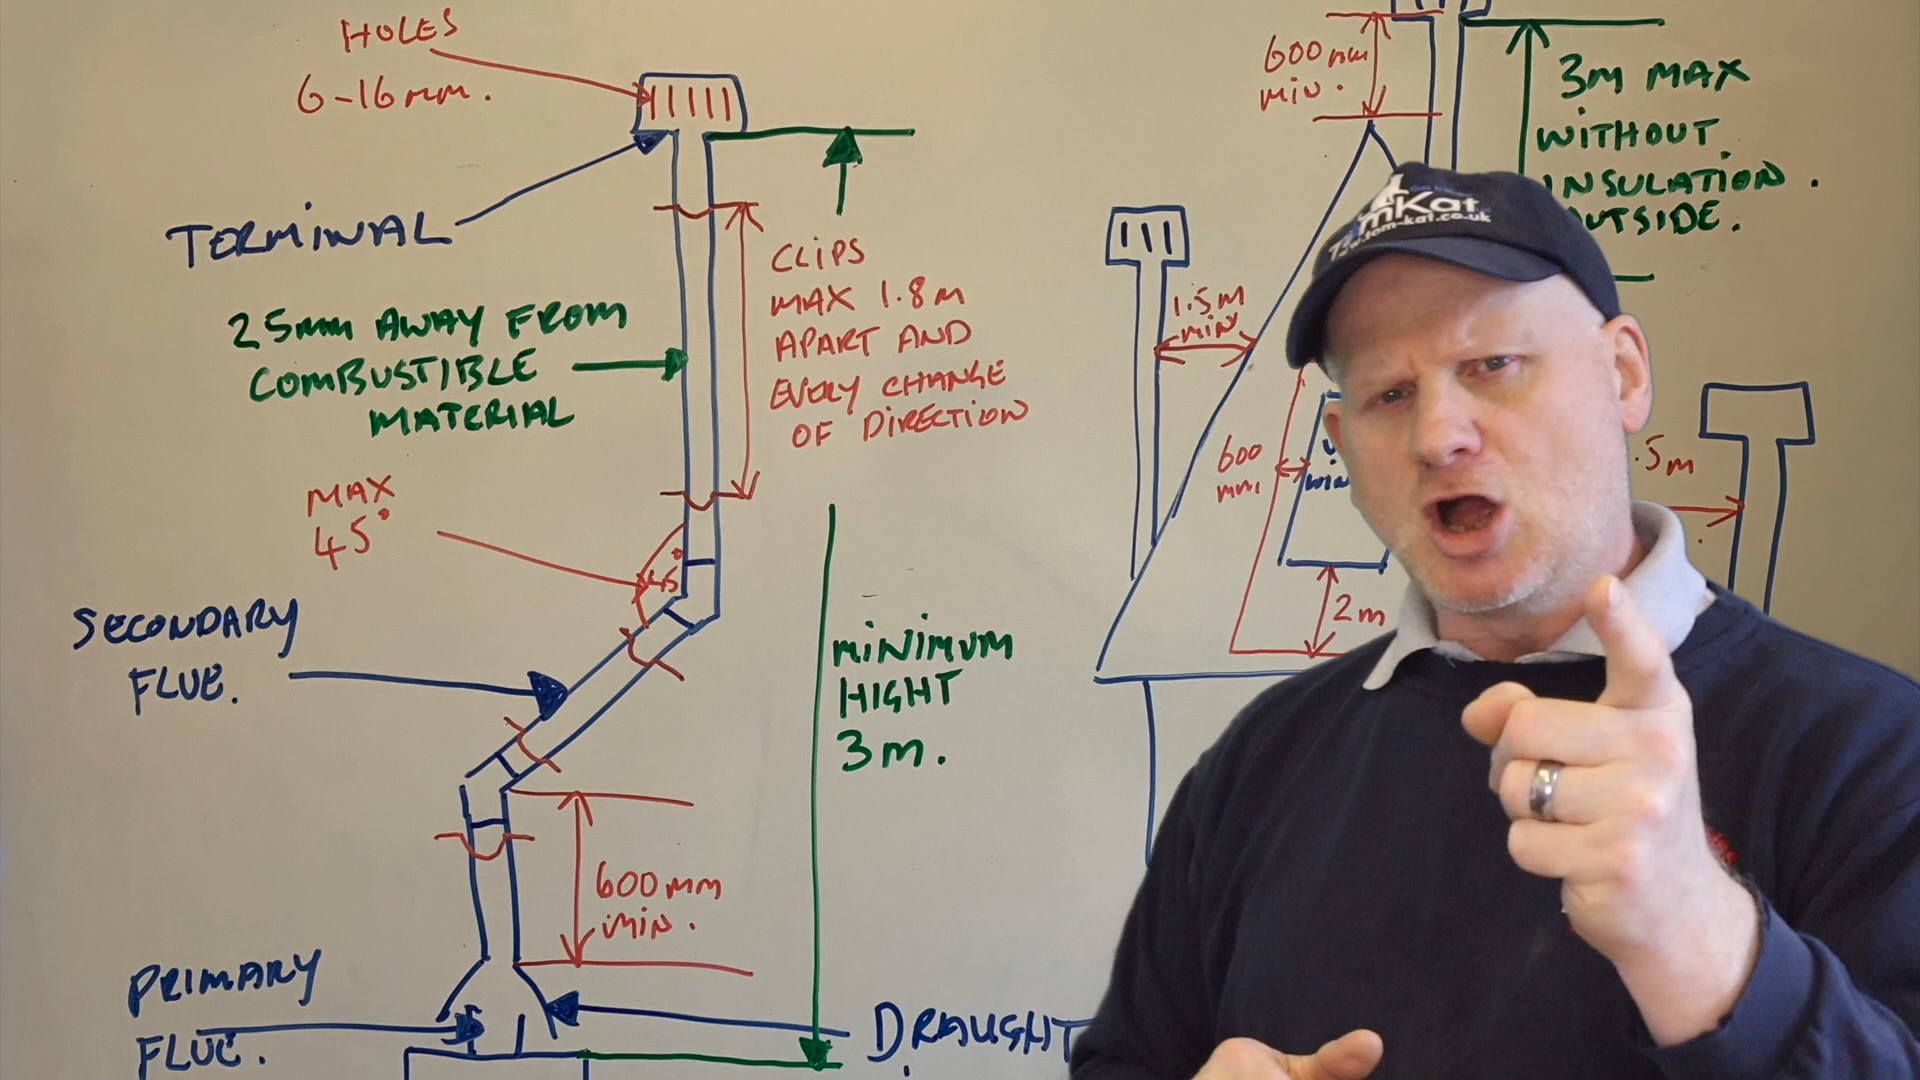 HOLES
6-16mm.
TERMINAL
25mm AWAY FROM
COMBUSTIBLE
MATERIAL
CLIPS
MAX 1.8m
APART AND
EVERY CHANGE
OF DIRECTION
MAX
45°
45°
SECONDARY
FLUE.
MINIMUM
HIGHT
3m.
600mm
MIN.
PRIMARY
FLUE.
DRAUGHT
600mm
MIN.
3m MAX
WITHOUT
INSULATION.
OUTSIDE.
1.5m
MIN
600
mm
2m
.5m
TomKat
www.tom-kat.co.uk